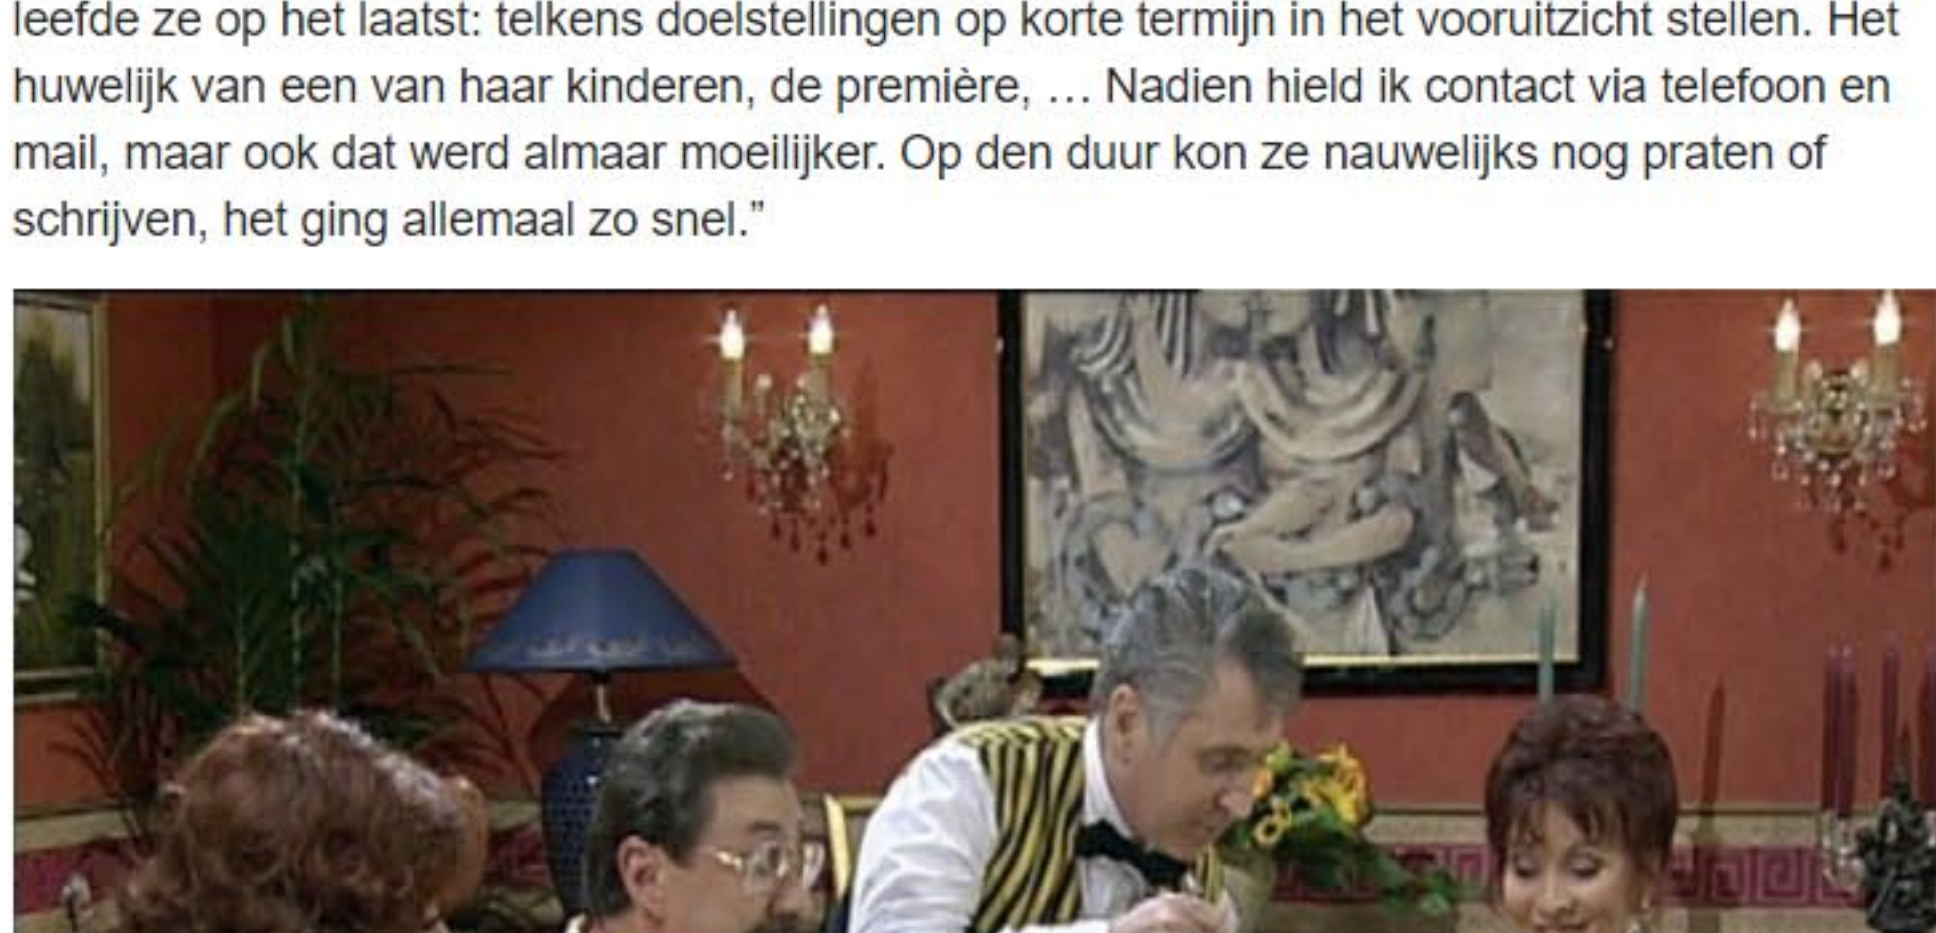 leefde ze op het laatst: telkens doelstellingen op korte termijn in het vooruitzicht stellen. Het
huwelijk van een van haar kinderen, de première, … Nadien hield ik contact via telefoon en
mail, maar ook dat werd almaar moeilijker. Op den duur kon ze nauwelijks nog praten of
schrijven, het ging allemaal zo snel.”